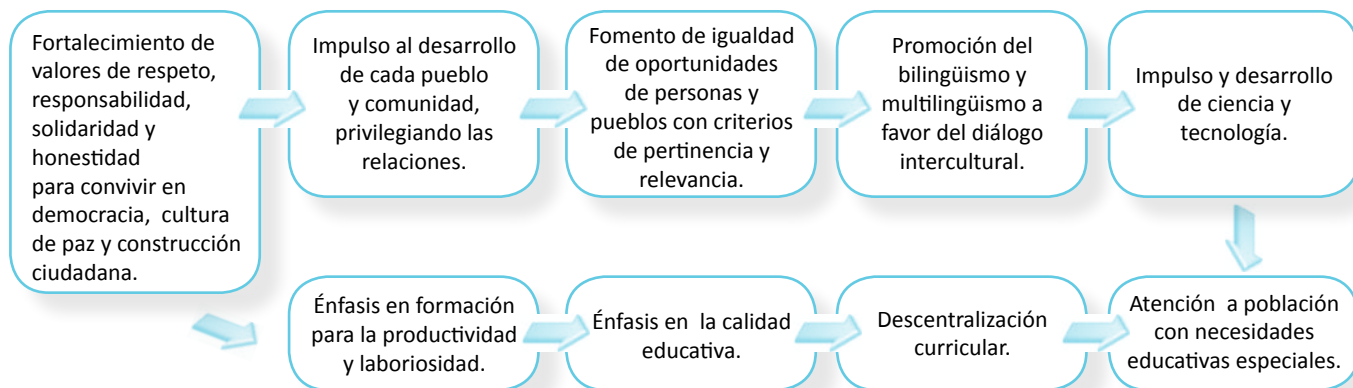 Fortalecimiento de
valores de respeto,
responsabilidad,
solidaridad y
honestidad
para convivir en
democracia, cultura
de paz y construcción
ciudadana.
Impulso al desarrollo
de cada pueblo
y comunidad,
privilegiando las
relaciones.
Fomento de igualdad
de oportunidades
de personas y
pueblos con criterios
de pertinencia y
relevancia.
Promoción del
bilingüismo y
multilingüismo a
favor del diálogo
intercultural.
Impulso y desarrollo
de ciencia y
tecnología.
Énfasis en formación
para la productividad
y laboriosidad.
Énfasis en la calidad
educativa.
Descentralización
curricular.
Atención a población
con necesidades
educativas especiales.